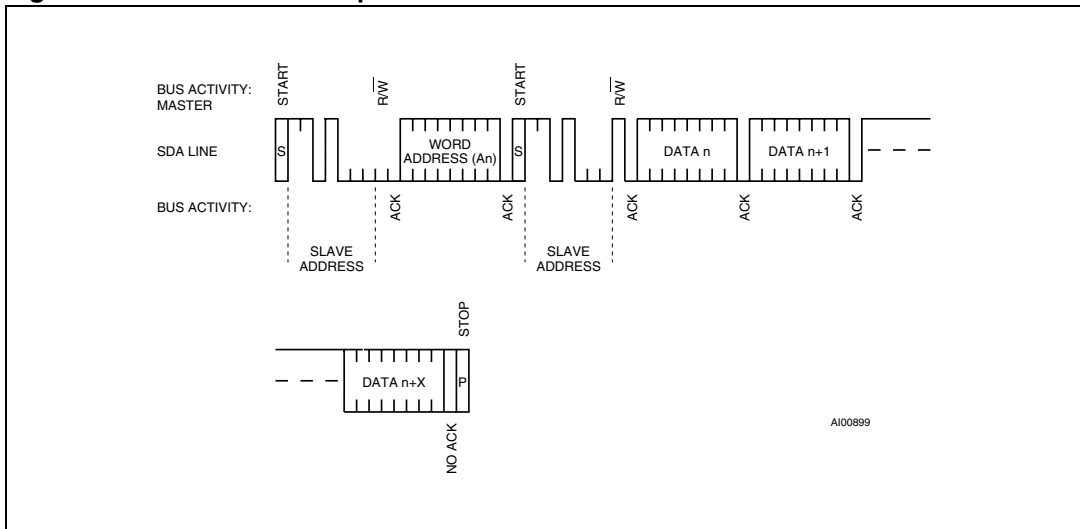 BUS ACTIVITY:
MASTER
START
R/W
START
R/W
SDA LINE
S
WORD
ADDRESS (An)
S
DATA n
DATA n+1
BUS ACTIVITY:
ACK
ACK
ACK
ACK
ACK
SLAVE
ADDRESS
SLAVE
ADDRESS
STOP
DATA n+X
P
NO ACK
AI00899